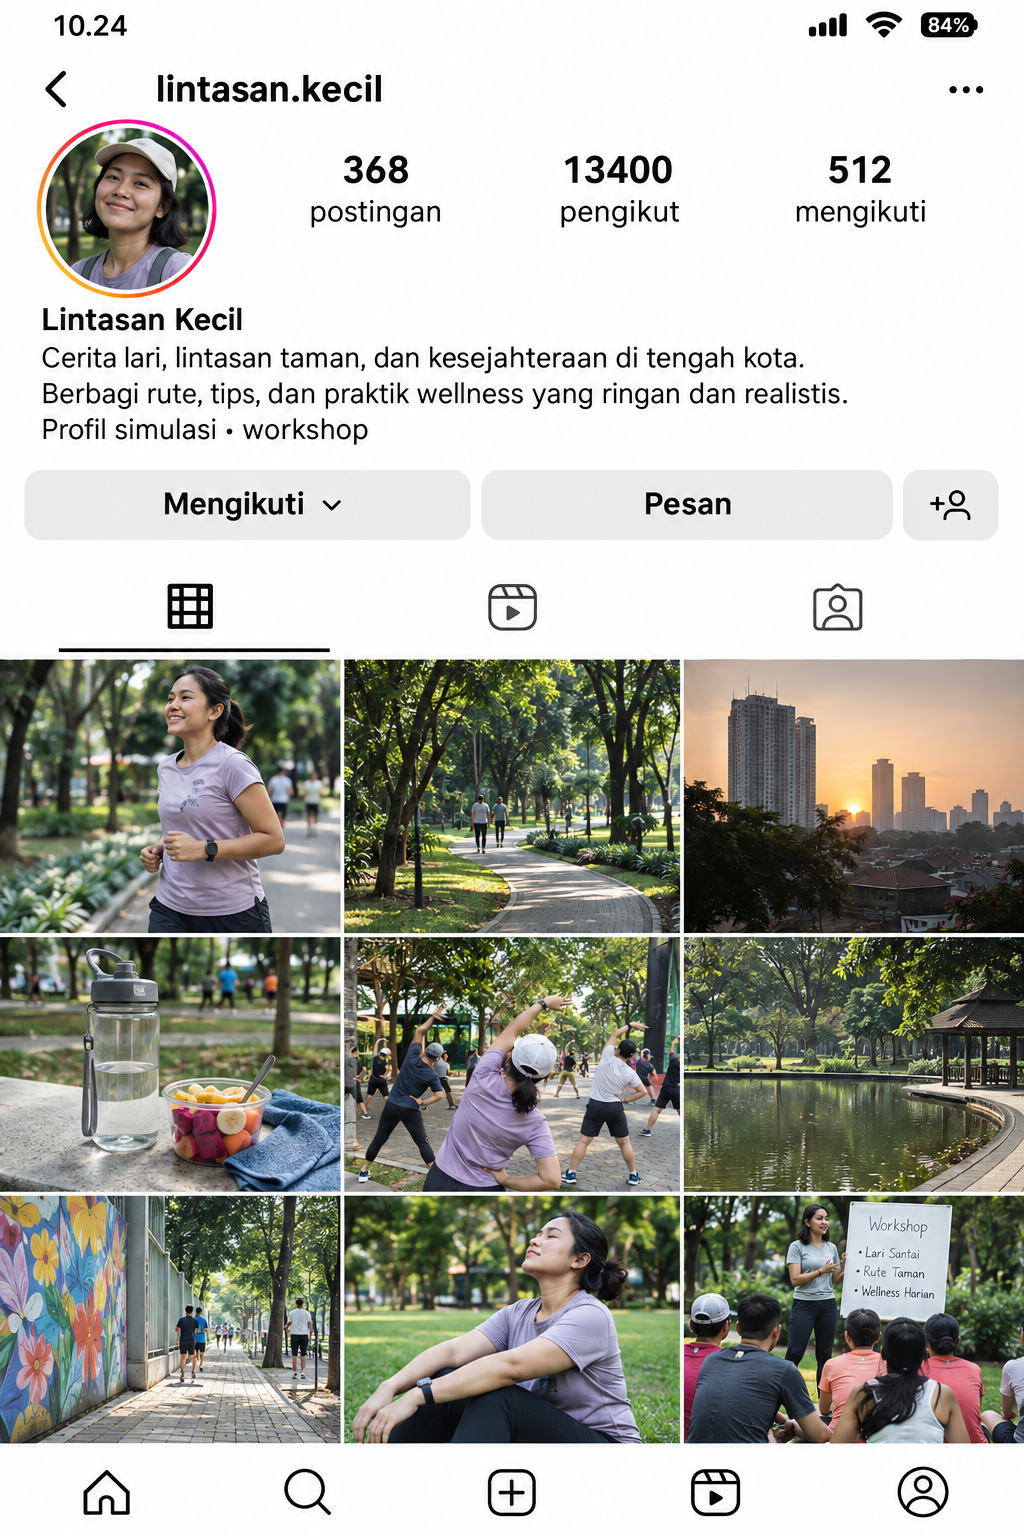 10.24
84%
lintasan.kecil
368
postingan
13400
pengikut
512
mengikuti
Lintasan Kecil
Cerita lari, lintasan taman, dan kesejahteraan di tengah kota.
Berbagi rute, tips, dan praktik wellness yang ringan dan realistis.
Profil simulasi • workshop
Mengikuti
Pesan
Workshop
• Lari Santai
• Rute Taman
• Wellness Harian